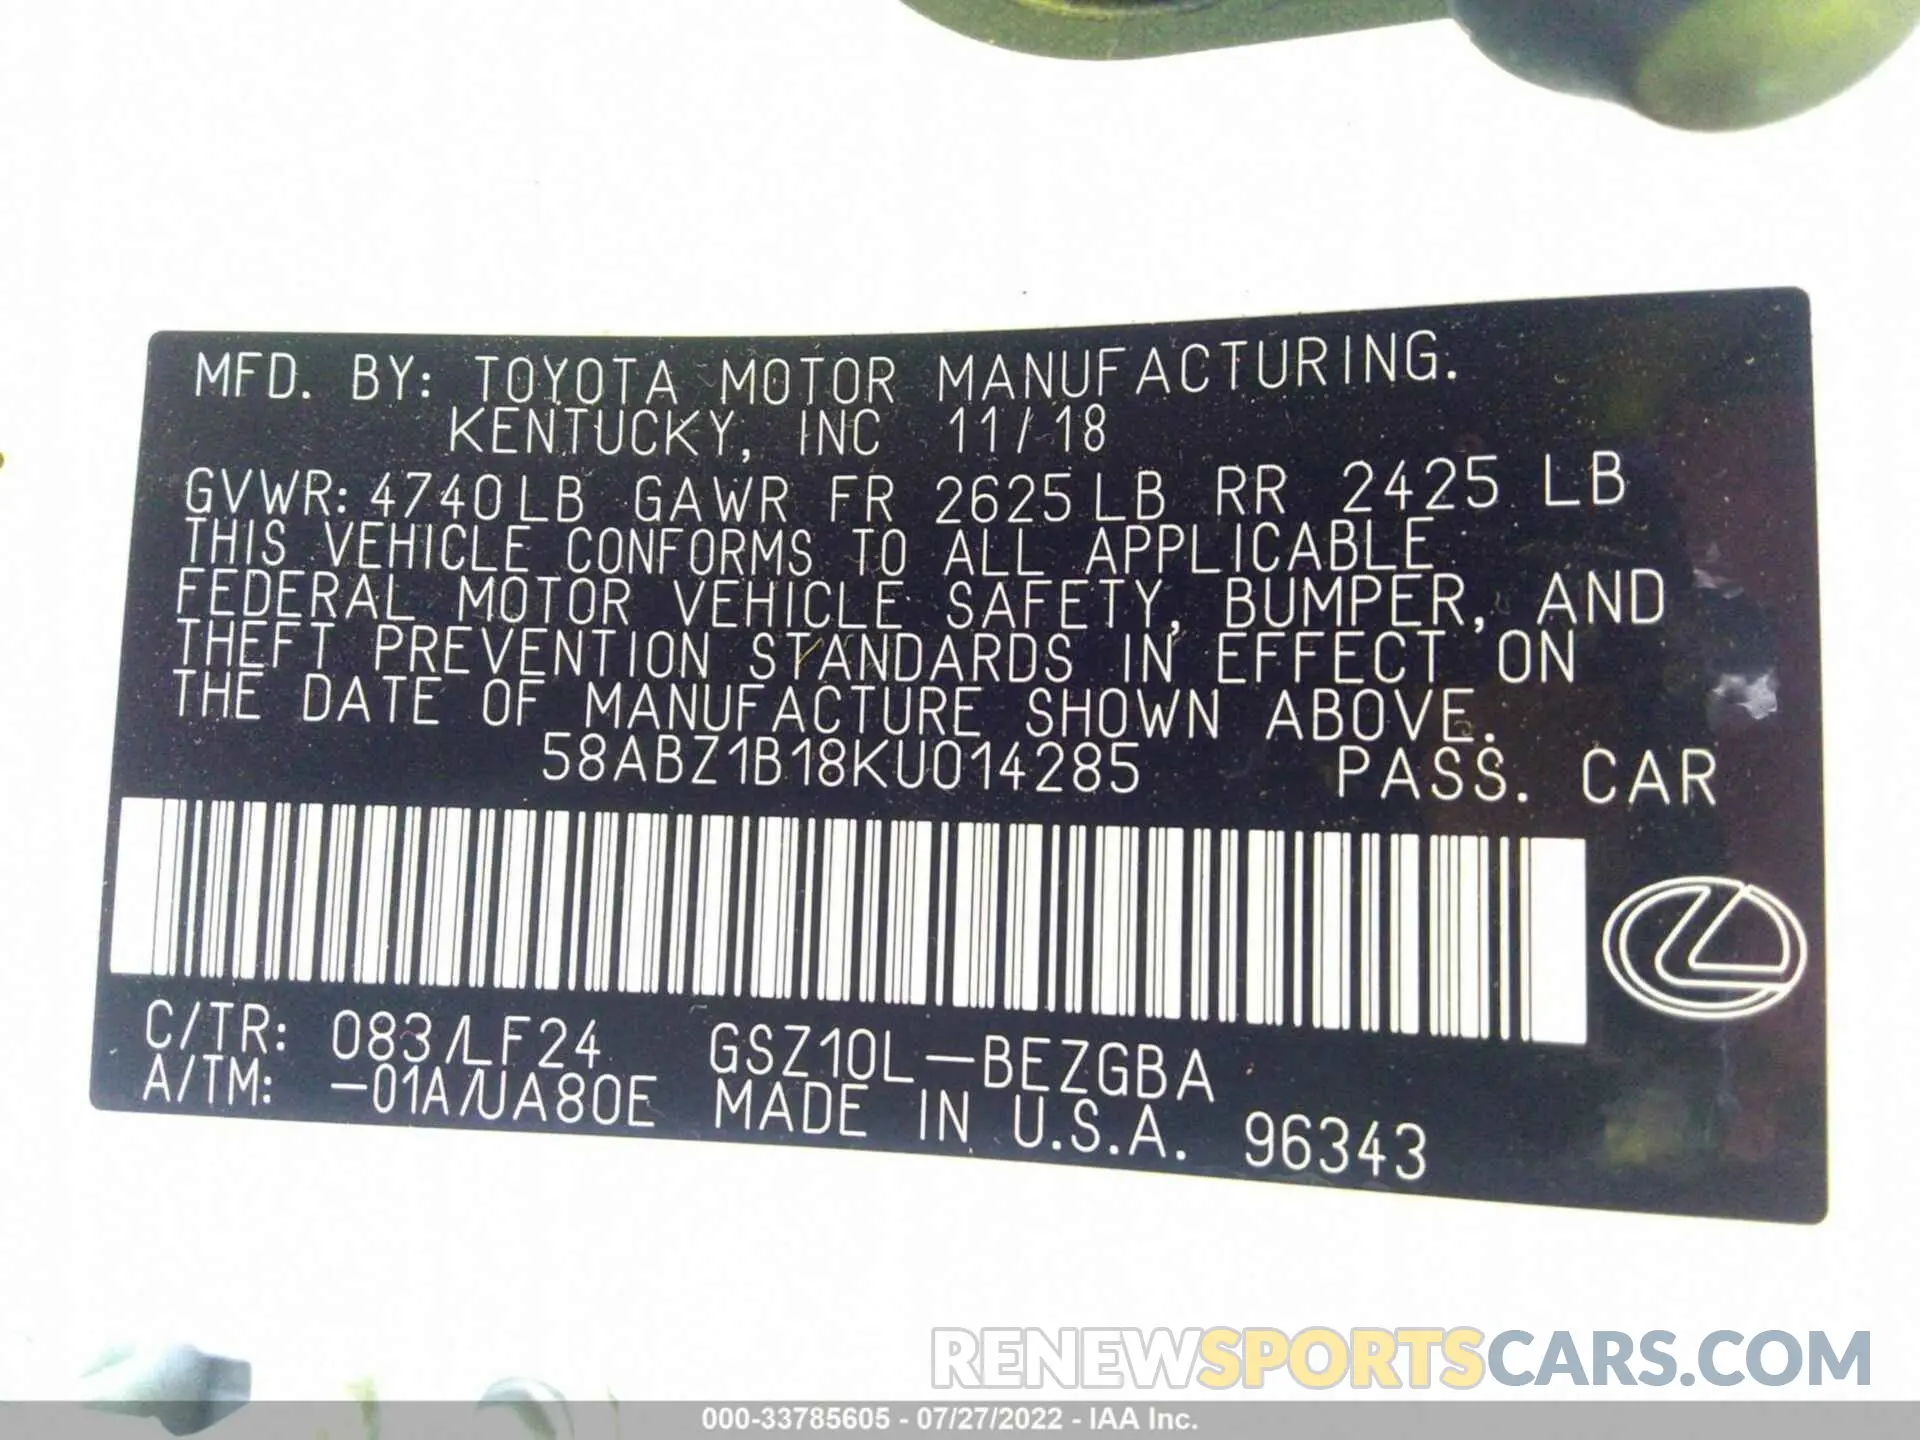 MFD. BY: TOYOTA MOTOR MANUFACTURING.
KENTUCKY, INC 11/18
GVWR: 4740LB GAWR FR 2625LB RR 2425 LB
THIS VEHICLE CONFORMS TO ALL APPLICABLE
FEDERAL MOTOR VEHICLE SAFETY, BUMPER, AND
THEFT PREVENTION STANDARDS IN EFFECT ON
THE DATE OF MANUFACTURE SHOWN ABOVE.
58ABZ1B18KU014285 PASS. CAR
C/TR: 083/LF24 GSZ10L-BEZGBA
A/TM: -01A/UA80E MADE IN U.S.A. 96343
RENEWSPORTSCARS.COM
000-33785605 - 07/27/2022 - IAA Inc.